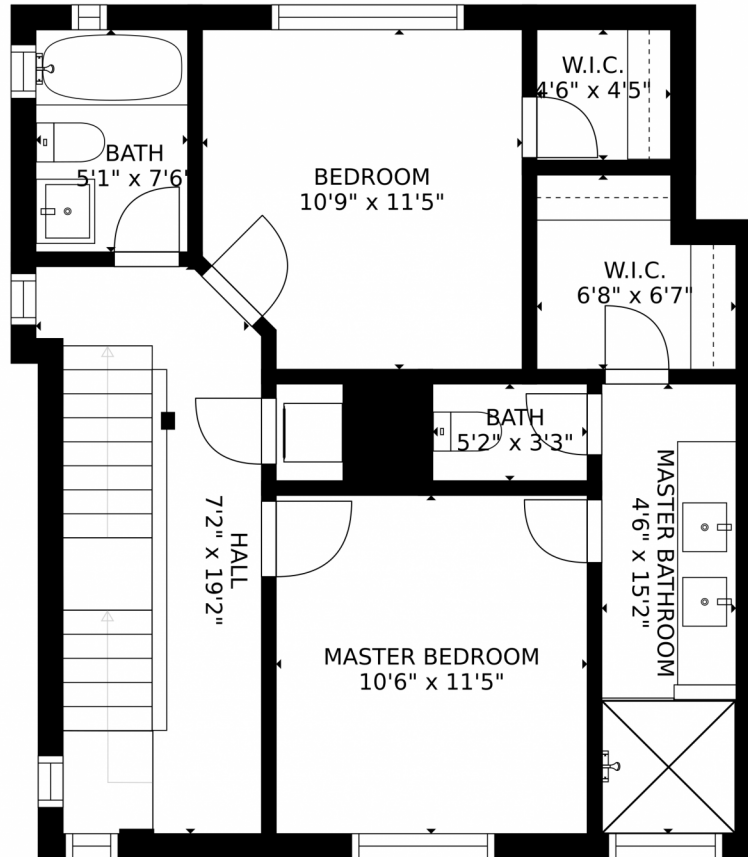 W.I.C.
4'6" x 4'5"
BATH
5'1" x 7'6"
BEDROOM
10'9" x 11'5"
W.I.C.
6'8" x 6'7"
BATH
5'2" x 3'3"
MASTER BATHROOM
4'6" x 15'2"
HALL
7'2" x 19'2"
MASTER BEDROOM
10'6" x 11'5"